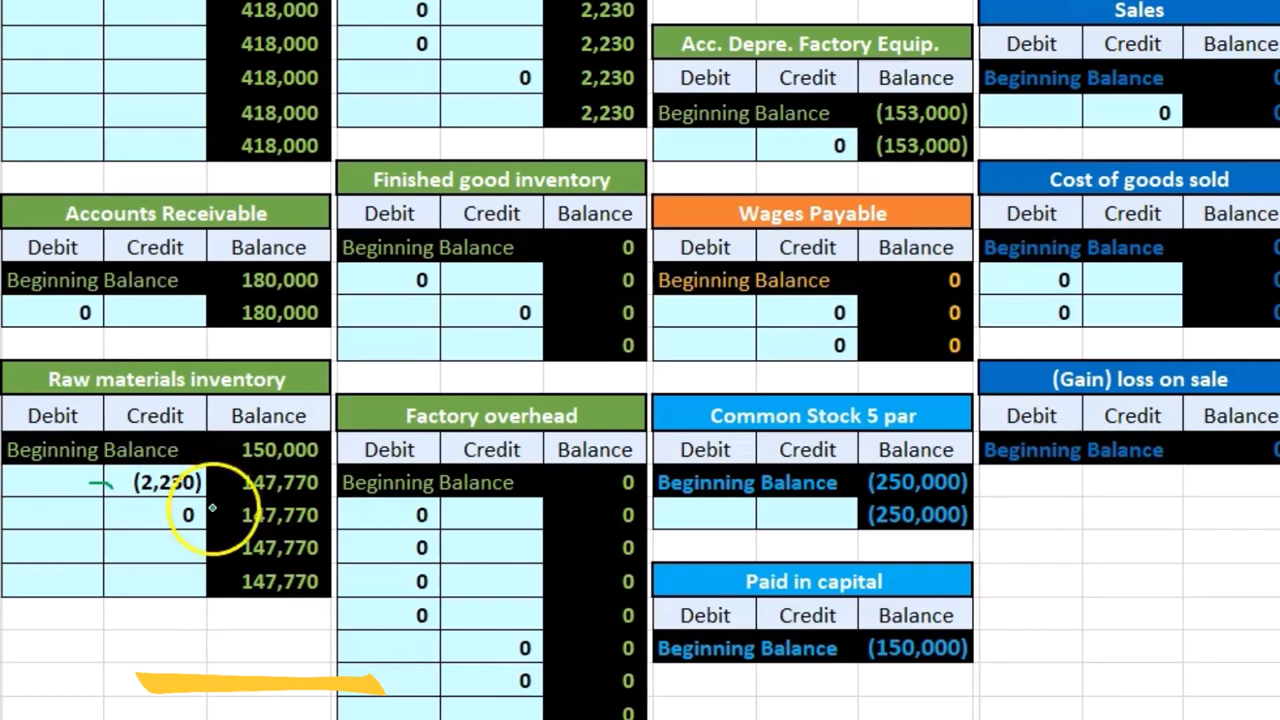 418,000
418,000
418,000
418,000
418,000
Accounts Receivable
Debit Credit Balance
Beginning Balance 180,000
0 180,000
Raw materials inventory
Debit Credit Balance
Beginning Balance 150,000
(2,230) 147,770
0 147,770
147,770
147,770
0 2,230
0 2,230
0 2,230
2,230
Finished good inventory
Debit Credit Balance
Beginning Balance 0
0 0
0 0
0
Factory overhead
Debit Credit Balance
Beginning Balance 0
0 0
0 0
0 0
0 0
0 0
0 0
0
Acc. Depre. Factory Equip.
Debit Credit Balance
Beginning Balance (153,000)
0 (153,000)
Wages Payable
Debit Credit Balance
Beginning Balance 0
0 0
0 0
Common Stock 5 par
Debit Credit Balance
Beginning Balance (250,000)
(250,000)
Paid in capital
Debit Credit Balance
Beginning Balance (150,000)
Sales
Debit Credit Balance
Beginning Balance
0
Cost of goods sold
Debit Credit Balance
Beginning Balance
0
0
(Gain) loss on sale
Debit Credit Balance
Beginning Balance